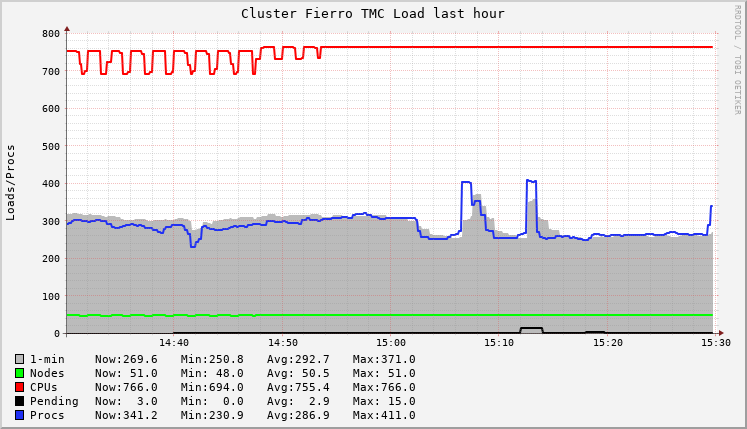 Cluster Fierro TMC Load last hour
RRDTOOL / TOBI OETIKER
Loads/Procs
800
700
600
500
400
300
200
100
0
14:40 14:50 15:00 15:10 15:20 15:30
1-min Now:269.6 Min:250.8 Avg:292.7 Max:371.0
Nodes Now: 51.0 Min: 48.0 Avg: 50.5 Max: 51.0
CPUs Now:766.0 Min:694.0 Avg:755.4 Max:766.0
Pending Now: 3.0 Min: 0.0 Avg: 2.9 Max: 15.0
Procs Now:341.2 Min:230.9 Avg:286.9 Max:411.0